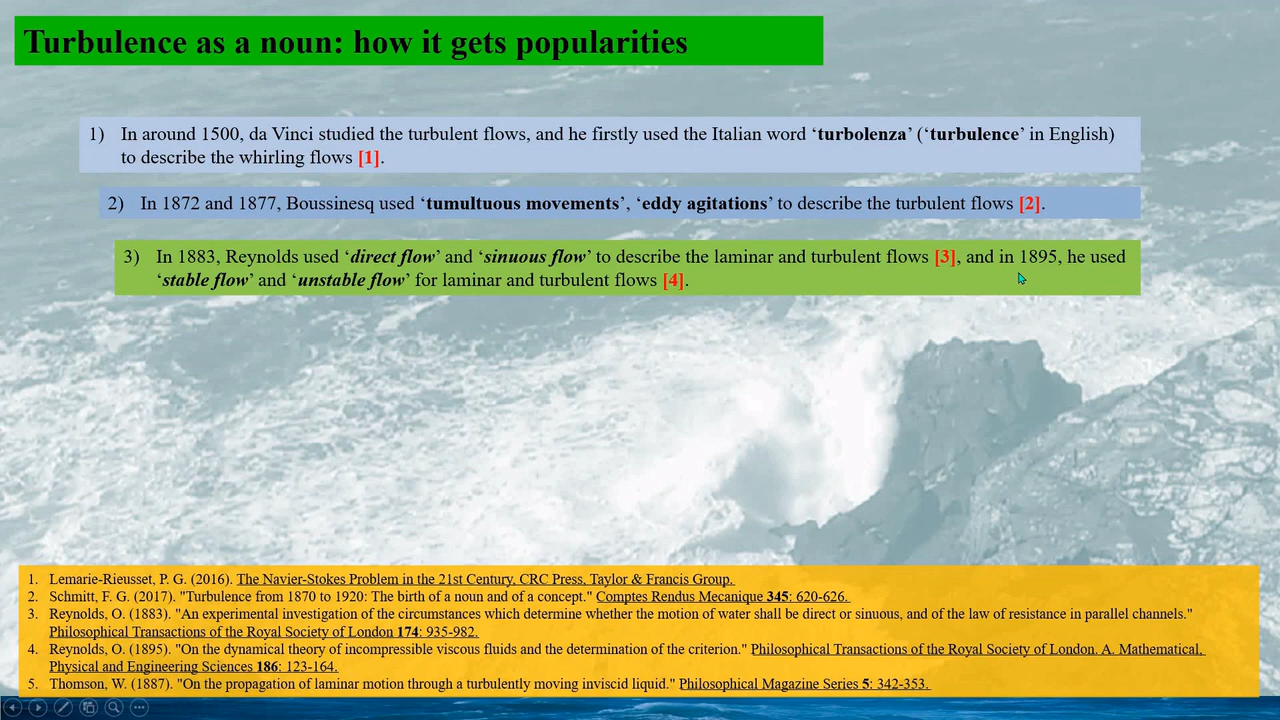 Turbulence as a noun: how it gets popularities
1) In around 1500, da Vinci studied the turbulent flows, and he firstly used the Italian word ‘turbolenza’ (‘turbulence’ in English)
to describe the whirling flows [1].
2) In 1872 and 1877, Boussinesq used ‘tumultuous movements’, ‘eddy agitations’ to describe the turbulent flows [2].
3) In 1883, Reynolds used ‘direct flow’ and ‘sinuous flow’ to describe the laminar and turbulent flows [3], and in 1895, he used
‘stable flow’ and ‘unstable flow’ for laminar and turbulent flows [4].
1. Lemarie-Rieusset, P. G. (2016). The Navier-Stokes Problem in the 21st Century, CRC Press, Taylor & Francis Group.
2. Schmitt, F. G. (2017). "Turbulence from 1870 to 1920: The birth of a noun and of a concept." Comptes Rendus Mecanique 345: 620-626.
3. Reynolds, O. (1883). "An experimental investigation of the circumstances which determine whether the motion of water shall be direct or sinuous, and of the law of resistance in parallel channels."
Philosophical Transactions of the Royal Society of London 174: 935-982.
4. Reynolds, O. (1895). "On the dynamical theory of incompressible viscous fluids and the determination of the criterion." Philosophical Transactions of the Royal Society of London. A. Mathematical,
Physical and Engineering Sciences 186: 123-164.
5. Thomson, W. (1887). "On the propagation of laminar motion through a turbulently moving inviscid liquid." Philosophical Magazine Series 5: 342-353.